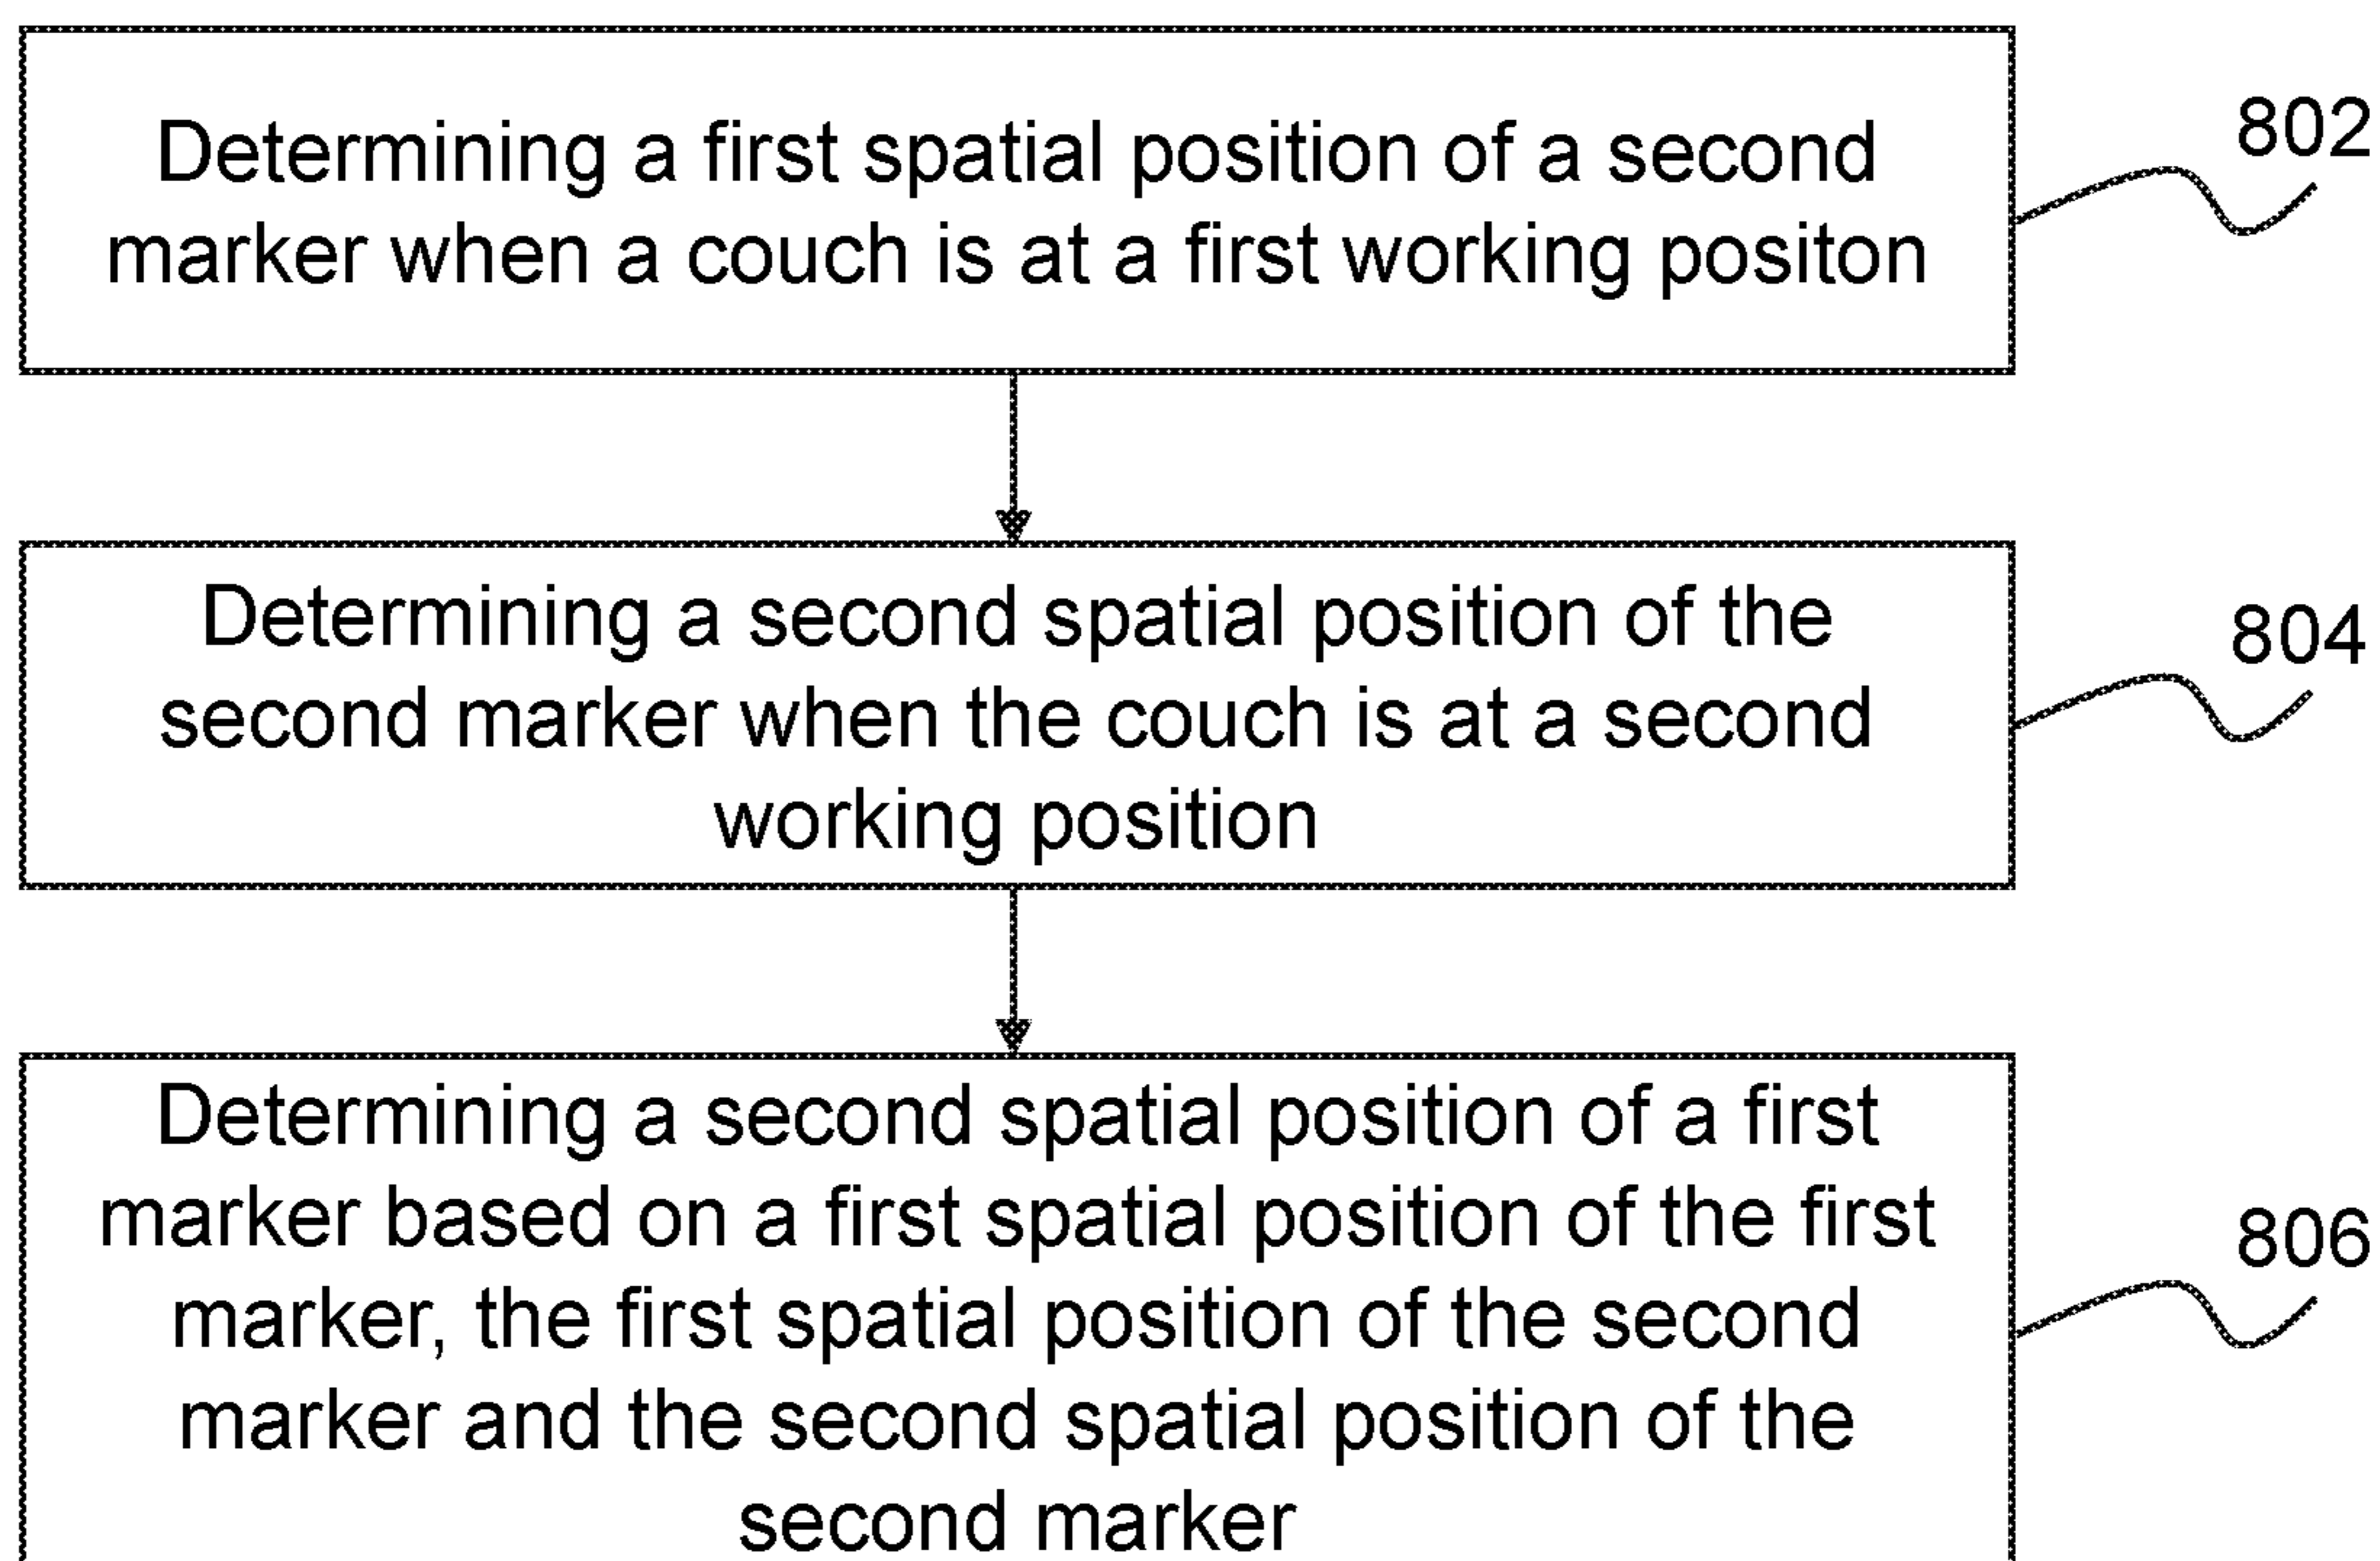 Determining a first spatial position of a second
marker when a couch is at a first working positon
802
Determining a second spatial position of the
second marker when the couch is at a second
working position
804
Determining a second spatial position of a first
marker based on a first spatial position of the first
marker, the first spatial position of the second
marker and the second spatial position of the
second marker
806